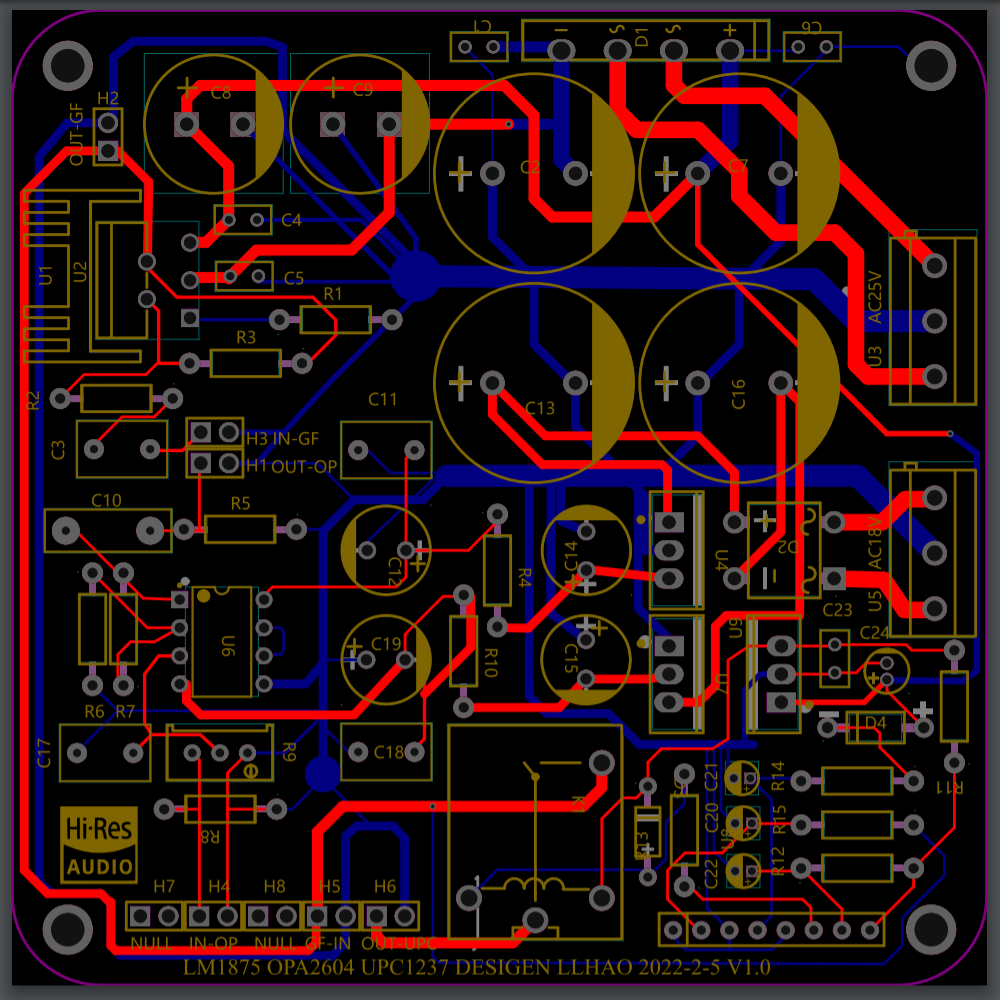 C1
D1
C6
H2
OUT-GF
C8
C9
C2
C7
C4
C5
U1
U2
R1
R3
AC25V
U3
R2
C11
C13
C16
C3
H3 IN-GF
H1 OUT-OP
C10
R5
C12
R4
C14
U4
D2
AC18V
U5
C23
C24
U6
C19
R10
C15
U9
U7
R6 R7
C17
R9
C18
K1
D4
R11
C21
R14
C20
R15
C22
R12
R8
Hi-Res
AUDIO
H7 H4 H8 H5 H6
NULL IN-OP NULL GF-IN OUT-UPC
LM1875 OPA2604 UPC1237 DESIGEN LLHAO 2022-2-5 V1.0